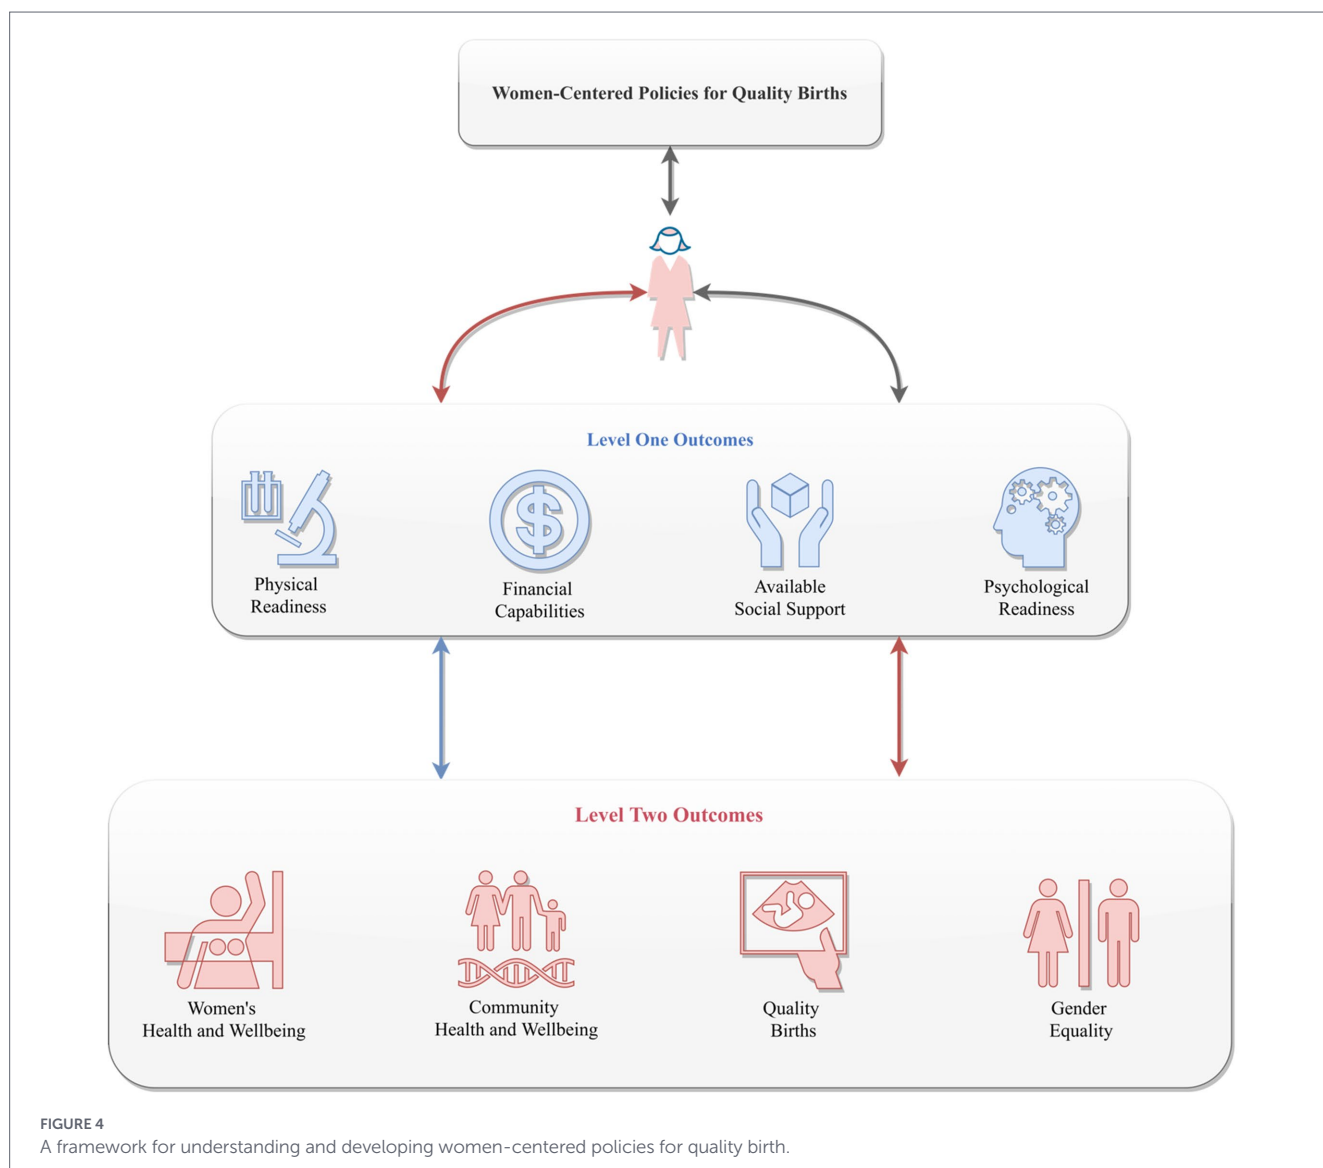 Women-Centered Policies for Quality Births
Level One Outcomes
Physical
Readiness
Financial
Capabilities
Available
Social Support
Psychological
Readiness
Level Two Outcomes
Women's
Health and Wellbeing
Community
Health and Wellbeing
Quality
Births
Gender
Equality
FIGURE 4
A framework for understanding and developing women-centered policies for quality birth.